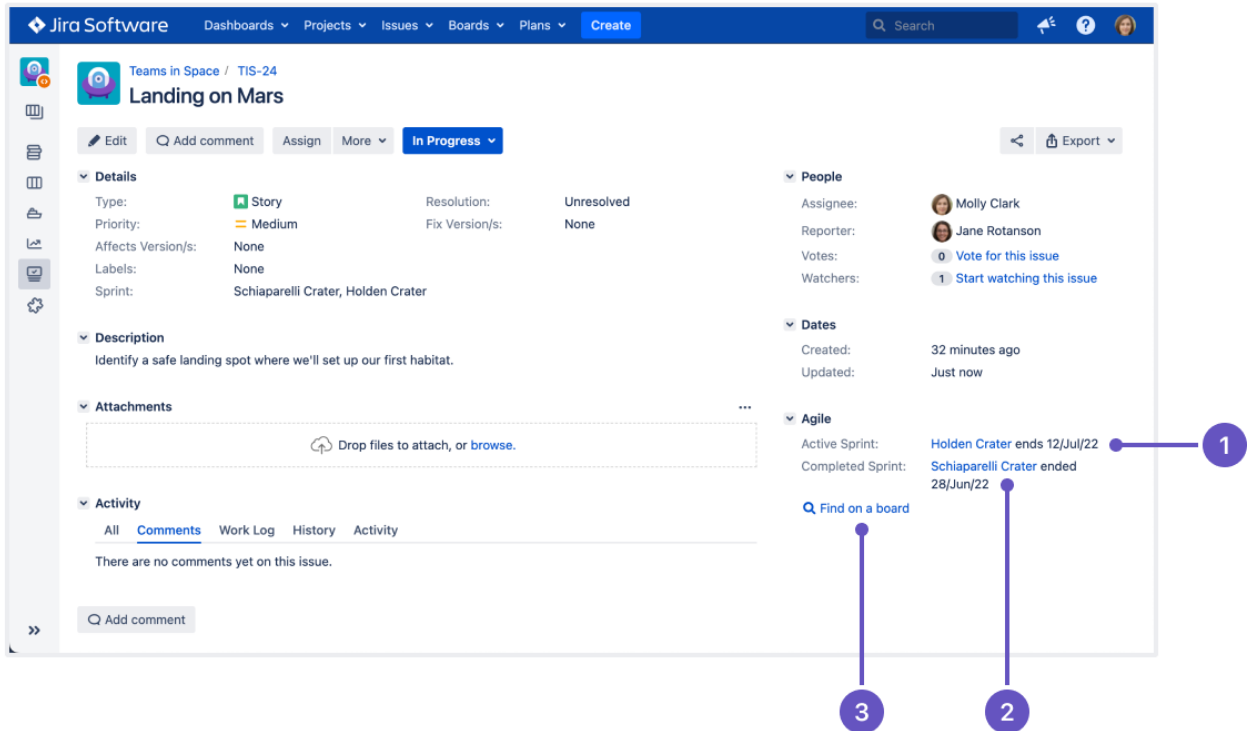 Jira Software Dashboards Projects Issues Boards Plans Create Search
Teams in Space / TIS-24
Landing on Mars
Edit Add comment Assign More In Progress Export
Details
Type: Story Resolution: Unresolved
Priority: Medium Fix Version/s: None
Affects Version/s: None
Labels: None
Sprint: Schiaparelli Crater, Holden Crater
Description
Identify a safe landing spot where we'll set up our first habitat.
Attachments
Drop files to attach, or browse.
Activity
All Comments Work Log History Activity
There are no comments yet on this issue.
Add comment
People
Assignee: Molly Clark
Reporter: Jane Rotanson
Votes: 0 Vote for this issue
Watchers: 1 Start watching this issue
Dates
Created: 32 minutes ago
Updated: Just now
Agile
Active Sprint: Holden Crater ends 12/Jul/22
Completed Sprint: Schiaparelli Crater ended
28/Jun/22
Find on a board
1
3 2